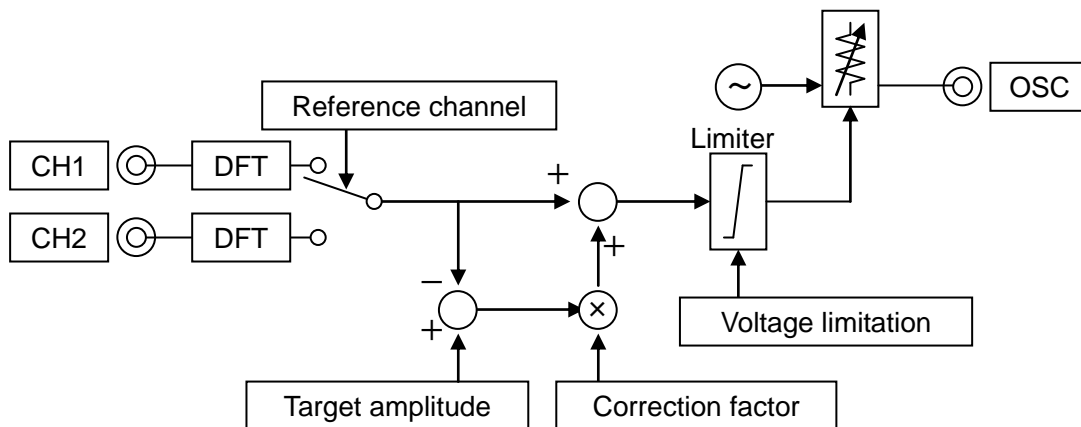 OSC
Reference channel
Limiter
CH1
DFT
+
CH2
DFT
+
−
×
+
Voltage limitation
Target amplitude
Correction factor
~